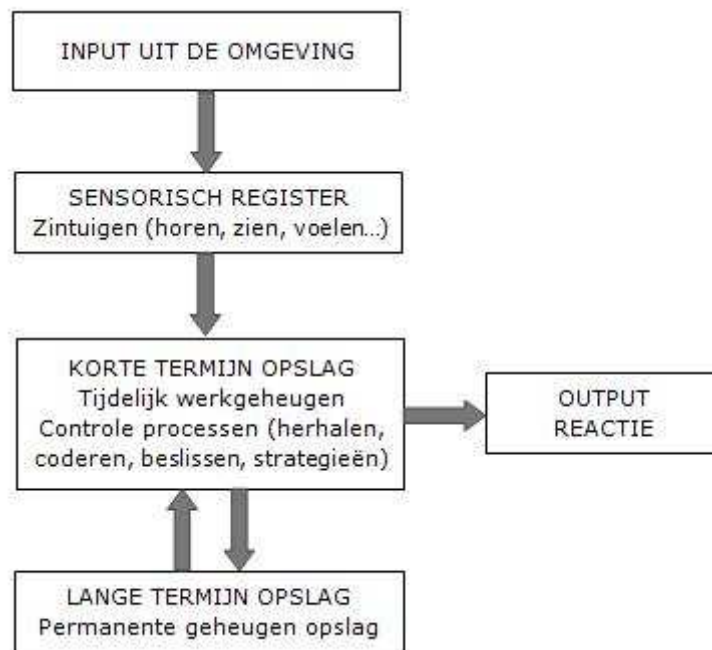 INPUT UIT DE OMGEVING
SENSORISCH REGISTER
Zintuigen (horen, zien, voelen...)
KORTE TERMIJN OPSLAG
Tijdelijk werkgeheugen
Controle processen (herhalen,
coderen, beslissen, strategieën)
OUTPUT
REACTIE
LANGE TERMIJN OPSLAG
Permanente geheugen opslag